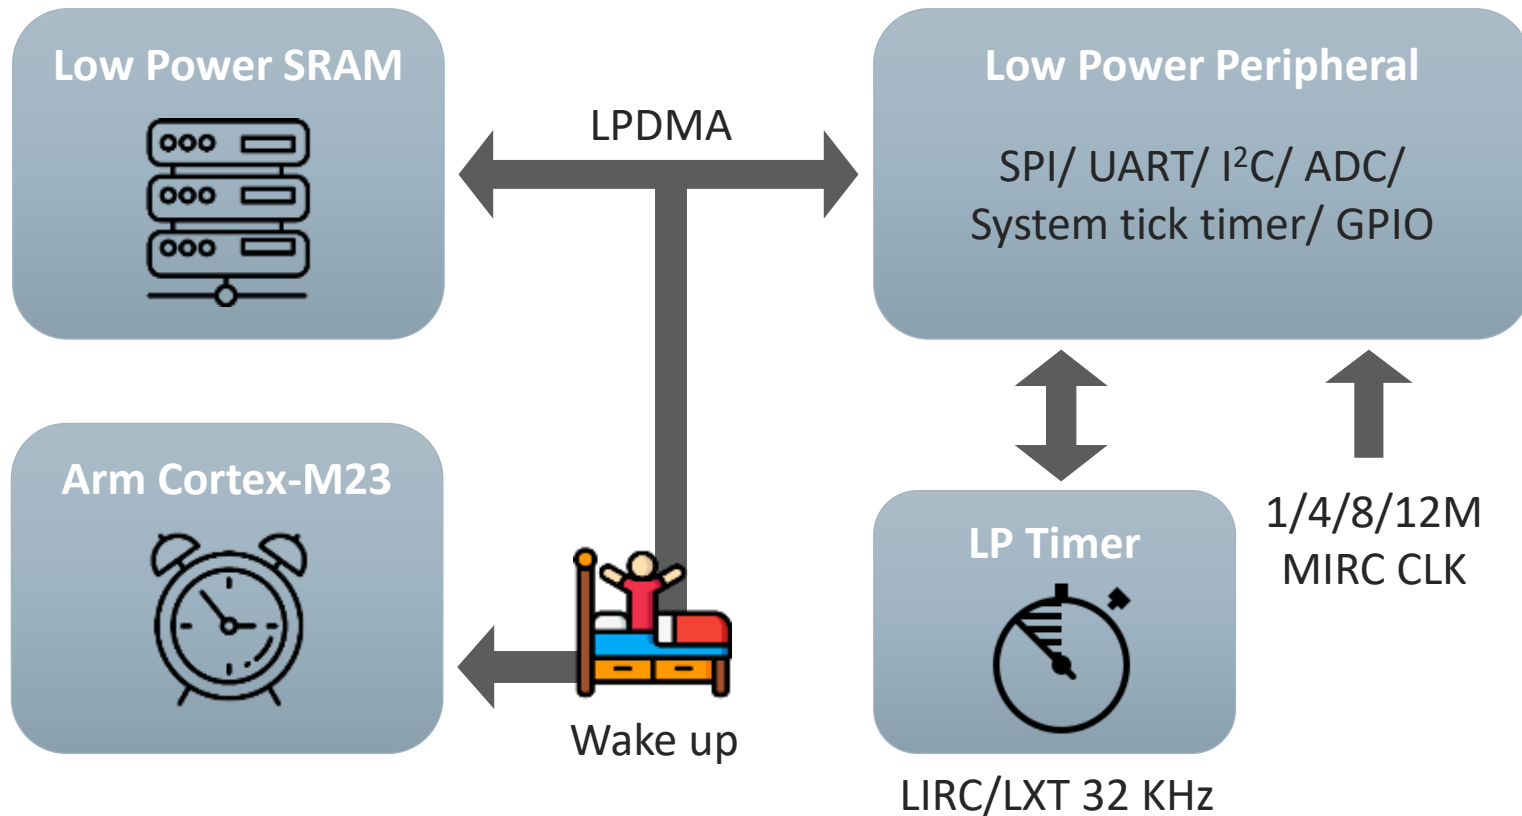 Low Power SRAM
LPDMA
Low Power Peripheral
SPI/ UART/ I²C/ ADC/
System tick timer/ GPIO
Arm Cortex-M23
Wake up
LP Timer
LIRC/LXT 32 KHz
1/4/8/12M
MIRC CLK